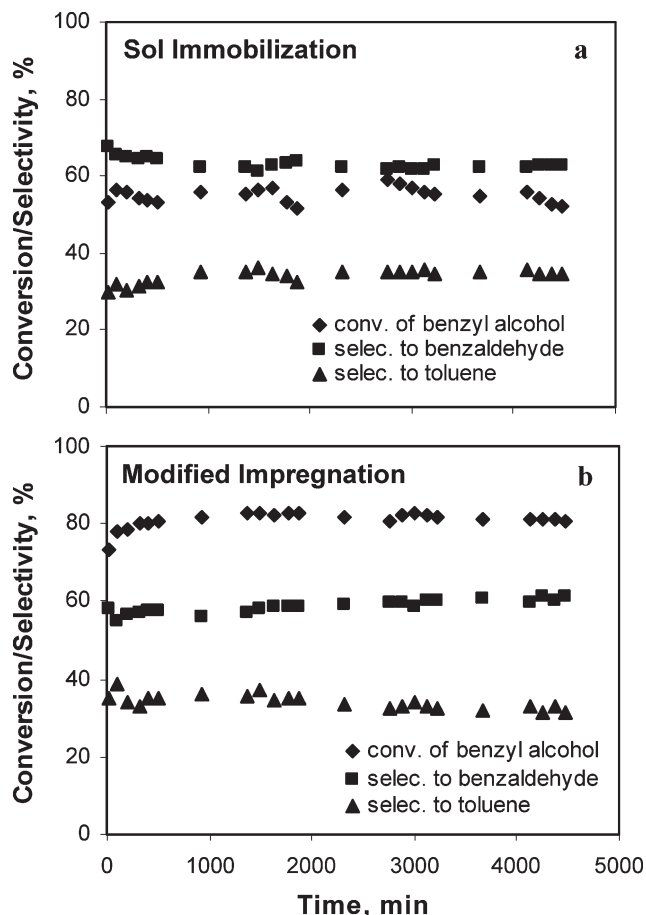 100
Sol Immobilization a
80
60
40
20
0
Conversion/Selectivity, %
conv. of benzyl alcohol
selec. to benzaldehyde
selec. to toluene
100
Modified Impregnation b
80
60
40
20
0
Conversion/Selectivity, %
conv. of benzyl alcohol
selec. to benzaldehyde
selec. to toluene
0 1000 2000 3000 4000 5000
Time, min